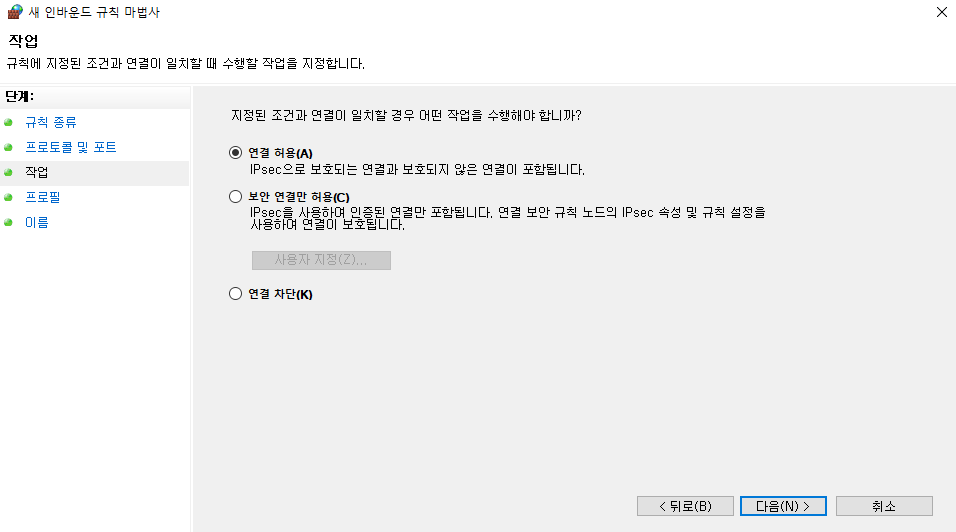 새 인바운드 규칙 마법사
작업
규칙에 지정된 조건과 연결이 일치할 때 수행할 작업을 지정합니다.
단계:
규칙 종류
프로토콜 및 포트
작업
프로필
이름
지정된 조건과 연결이 일치할 경우 어떤 작업을 수행해야 합니까?
연결 허용(A)
IPsec으로 보호되는 연결과 보호되지 않은 연결이 포함됩니다.
보안 연결만 허용(C)
IPsec을 사용하여 인증된 연결만 포함됩니다. 연결 보안 규칙 노드의 IPsec 속성 및 규칙 설정을
사용하여 연결이 보호됩니다.
사용자 지정(Z)...
연결 차단(K)
< 뒤로(B)
다음(N) >
취소